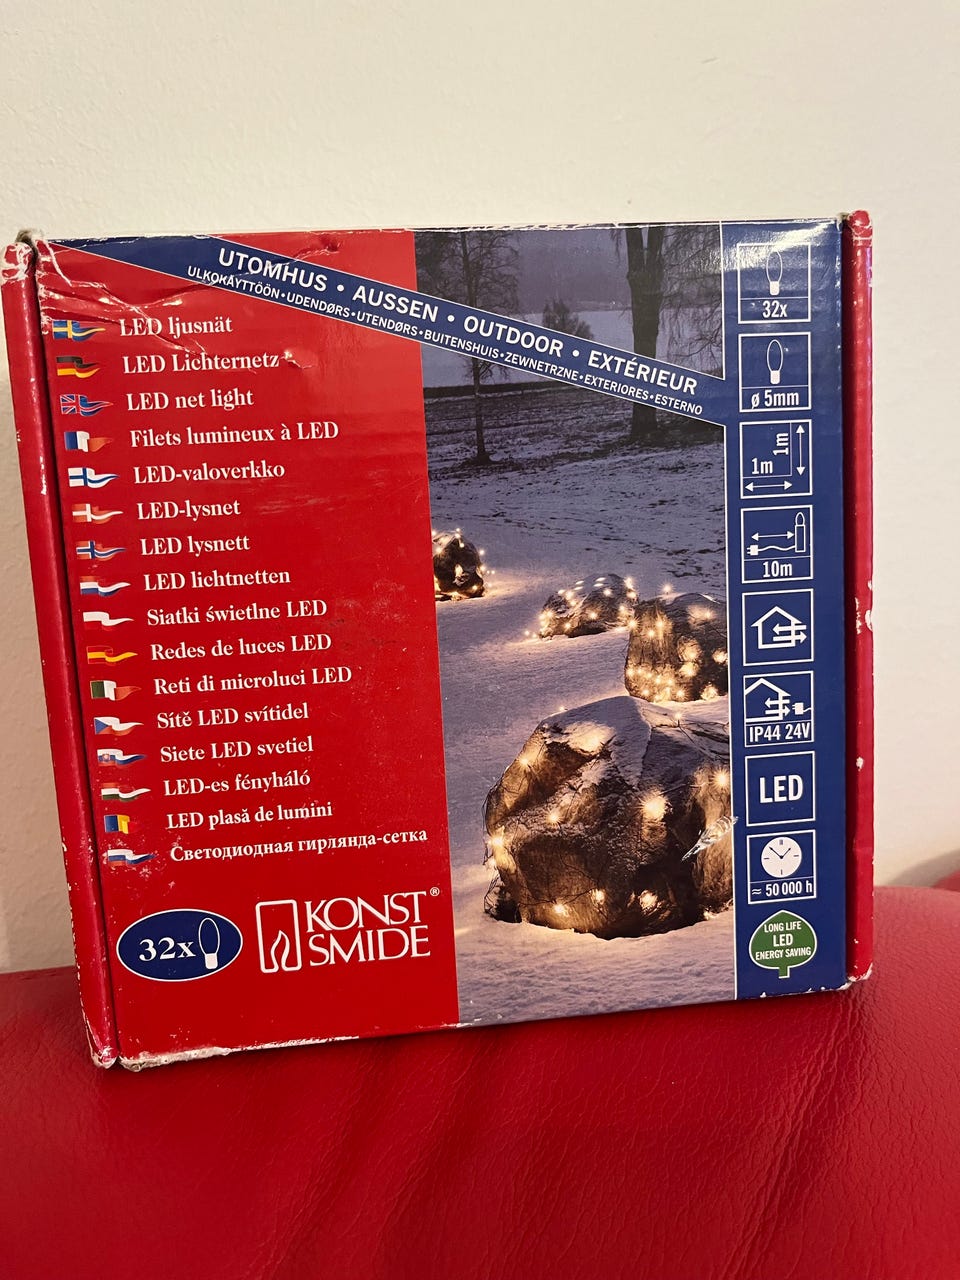 UTOMHUS • AUSSEN • OUTDOOR • EXTÉRIEUR
ULKOKÄYTTÖÖN•UDENDØRS•UTENDØRS•BUITENSHUIS•ZEWNETRZNE•EXTERIORES•ESTERNO
LED ljusnät
LED Lichternetz
LED net light
Filets lumineux à LED
LED-valoverkko
LED-lysnet
LED lysnett
LED lichtnetten
Siatki świetlne LED
Redes de luces LED
Reti di microluci LED
Sítě LED svítidel
Siete LED svetiel
LED-es fényháló
LED plasă de lumini
Светодиодная гирлянда-сетка
32x
KONST®
SMIDE
32x
ø 5mm
1m
1m
10m
IP44 24V
LED
≈ 50 000 h
LONG LIFE
LED
ENERGY SAVING